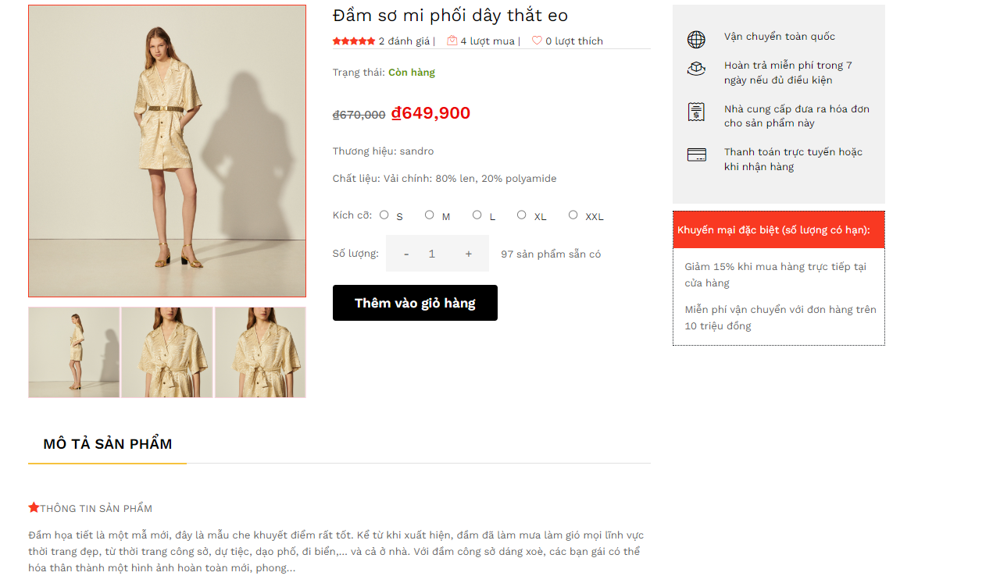 Đầm sơ mi phối dây thắt eo
2 đánh giá | 4 lượt mua | 0 lượt thích
Trạng thái: Còn hàng
₫670,000 ₫649,900
Thương hiệu: sandro
Chất liệu: Vải chính: 80% len, 20% polyamide
Kích cỡ: S M L XL XXL
Số lượng: - 1 + 97 sản phẩm sẵn có
Thêm vào giỏ hàng
Vận chuyển toàn quốc
Hoàn trả miễn phí trong 7
ngày nếu đủ điều kiện
Nhà cung cấp đưa ra hóa đơn
cho sản phẩm này
Thanh toán trực tuyến hoặc
khi nhận hàng
Khuyến mại đặc biệt (số lượng có hạn):
Giảm 15% khi mua hàng trực tiếp tại
cửa hàng
Miễn phí vận chuyển với đơn hàng trên
10 triệu đồng
MÔ TẢ SẢN PHẨM
THÔNG TIN SẢN PHẨM
Đầm họa tiết là một mẫ mới, đây là mẫu che khuyết điểm rất tốt. Kể từ khi xuất hiện, đầm đã làm mưa làm gió mọi lĩnh vực
thời trang đẹp, từ thời trang công sở, dự tiệc, dạo phố, đi biển,... và cả ở nhà. Với đầm công sở dáng xoè, các bạn gái có thể
hóa thân thành một hình ảnh hoàn toàn mới, phong...